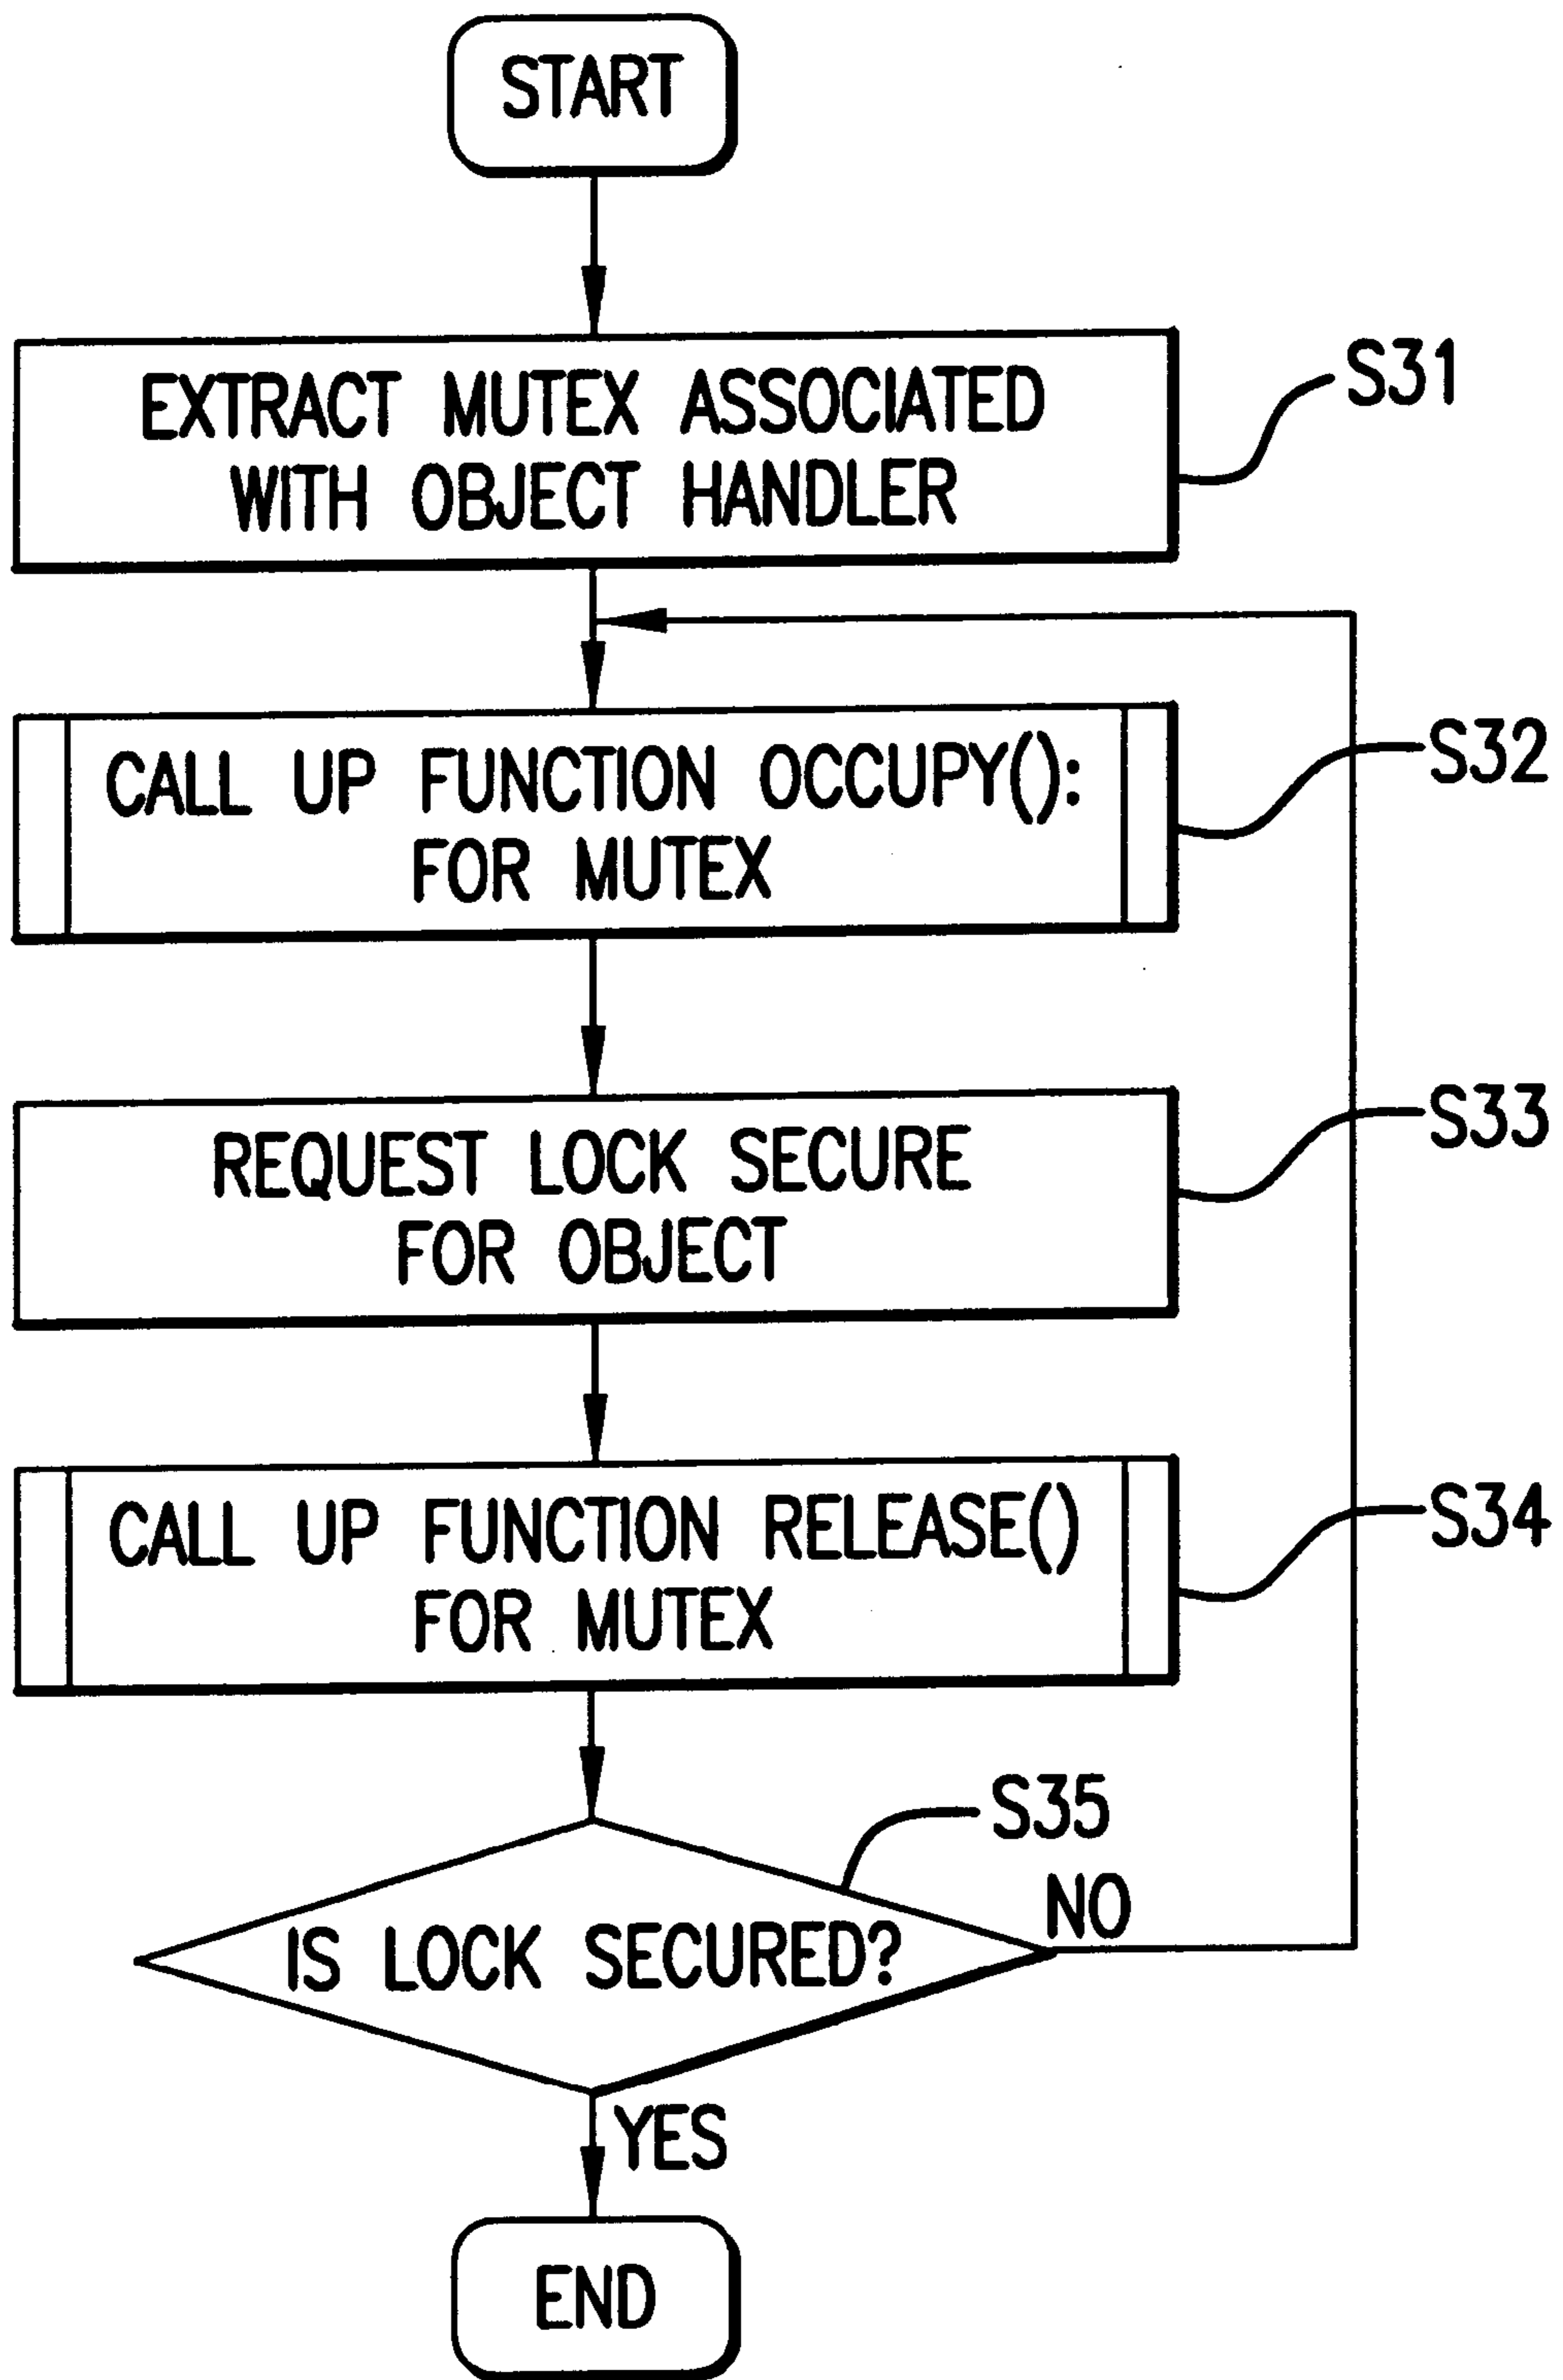 START
EXTRACT MUTEX ASSOCIATED
WITH OBJECT HANDLER
S31
CALL UP FUNCTION OCCUPY():
FOR MUTEX
S32
REQUEST LOCK SECURE
FOR OBJECT
S33
CALL UP FUNCTION RELEASE()
FOR MUTEX
S34
S35
IS LOCK SECURED?
NO
YES
END